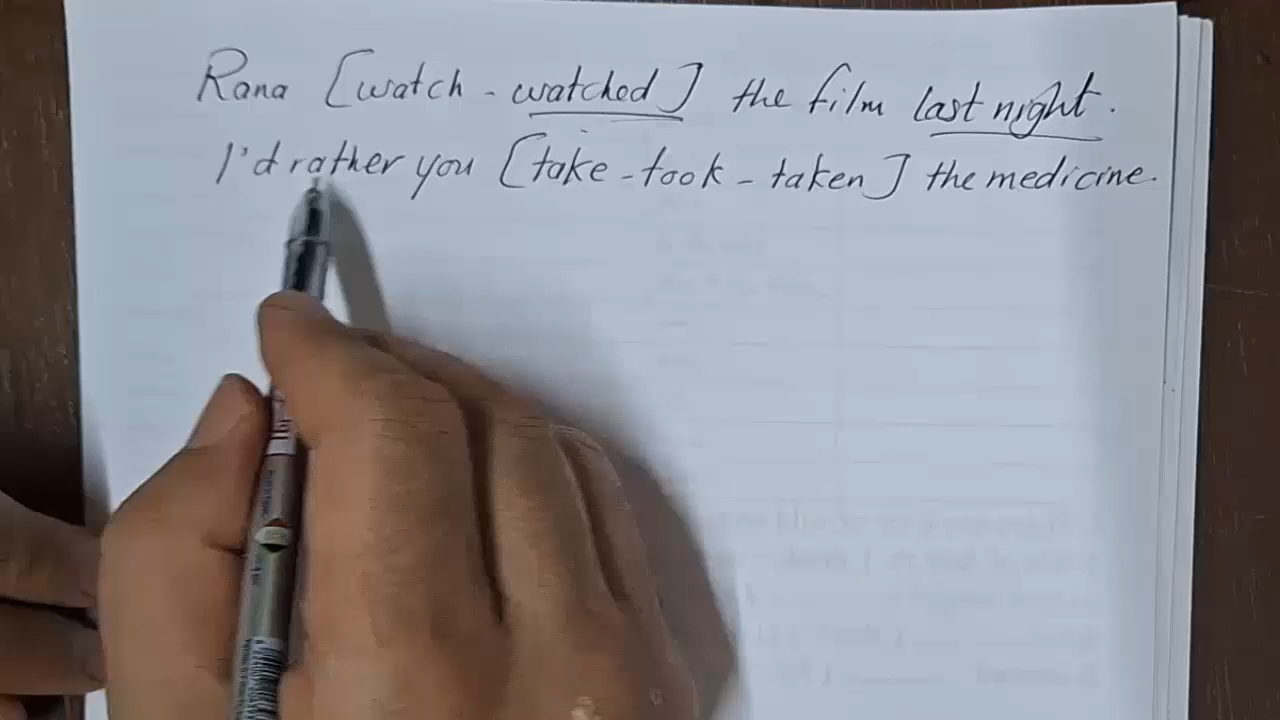 Rana [watch - watched] the film last night.
I'd rather you [take - took - taken] the medicine.